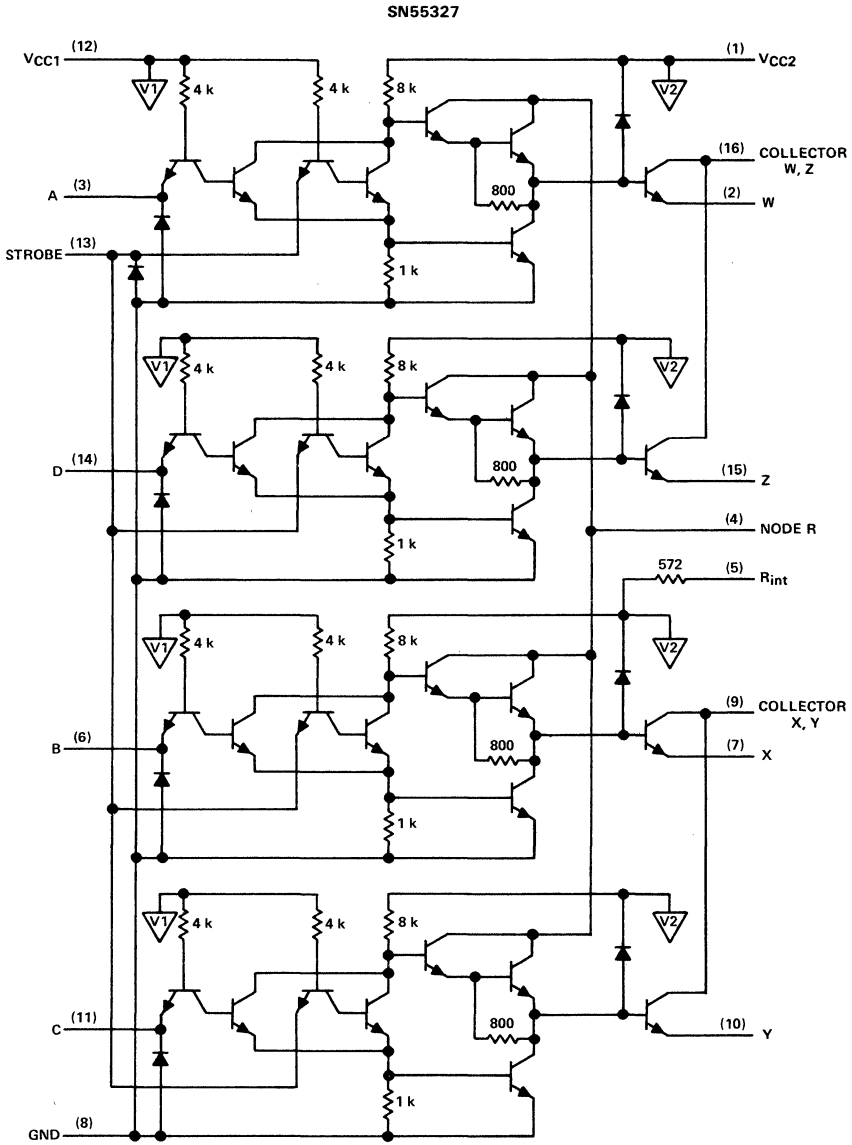 SN55327
VCC1 (12)
(1) VCC2
V1
4 k
4 k
8 k
V2
(16) COLLECTOR
W, Z
A (3)
800
(2) W
STROBE (13)
1 k
V1
4 k
4 k
8 k
V2
D (14)
800
(15) Z
(4) NODE R
1 k
572
(5) Rint
V1
4 k
4 k
8 k
V2
(9) COLLECTOR
X, Y
B (6)
800
(7) X
1 k
V1
4 k
4 k
8 k
V2
C (11)
800
(10) Y
1 k
GND (8)